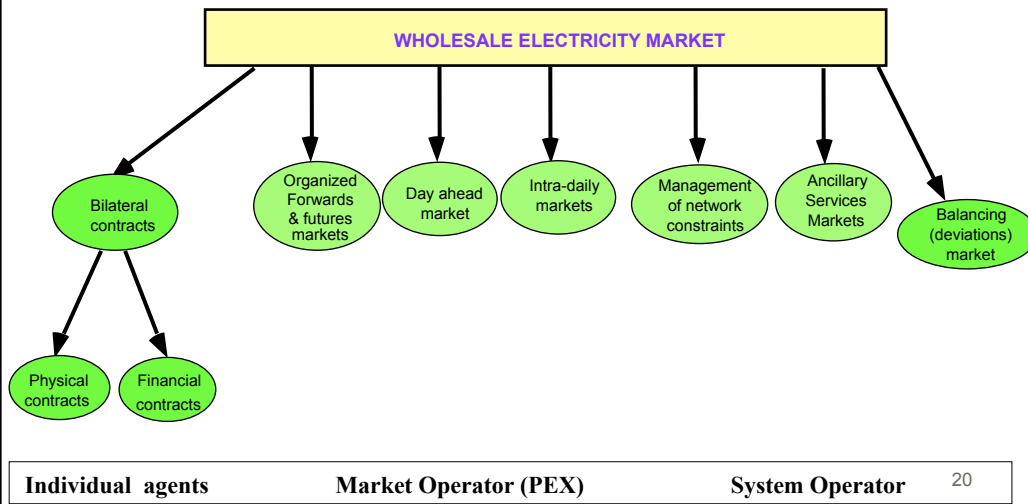 WHOLESALE ELECTRICITY MARKET
Bilateral
contracts
Organized
Forwards
& futures
markets
Day ahead
market
Intra-daily
markets
Management
of network
constraints
Ancillary
Services
Markets
Balancing
(deviations)
market
Physical
contracts
Financial
contracts
Individual agents Market Operator (PEX) System Operator 20